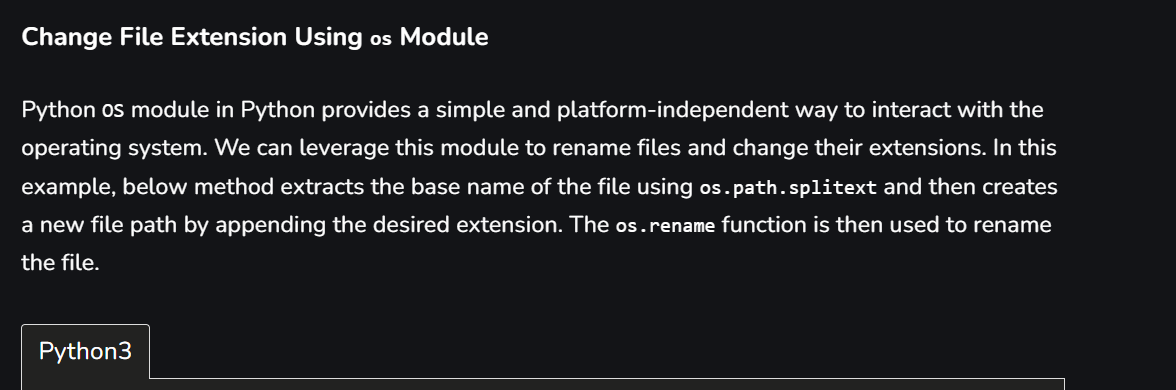 Change File Extension Using os Module
Python os module in Python provides a simple and platform-independent way to interact with the
operating system. We can leverage this module to rename files and change their extensions. In this
example, below method extracts the base name of the file using os.path.splitext and then creates
a new file path by appending the desired extension. The os.rename function is then used to rename
the file.
Python3